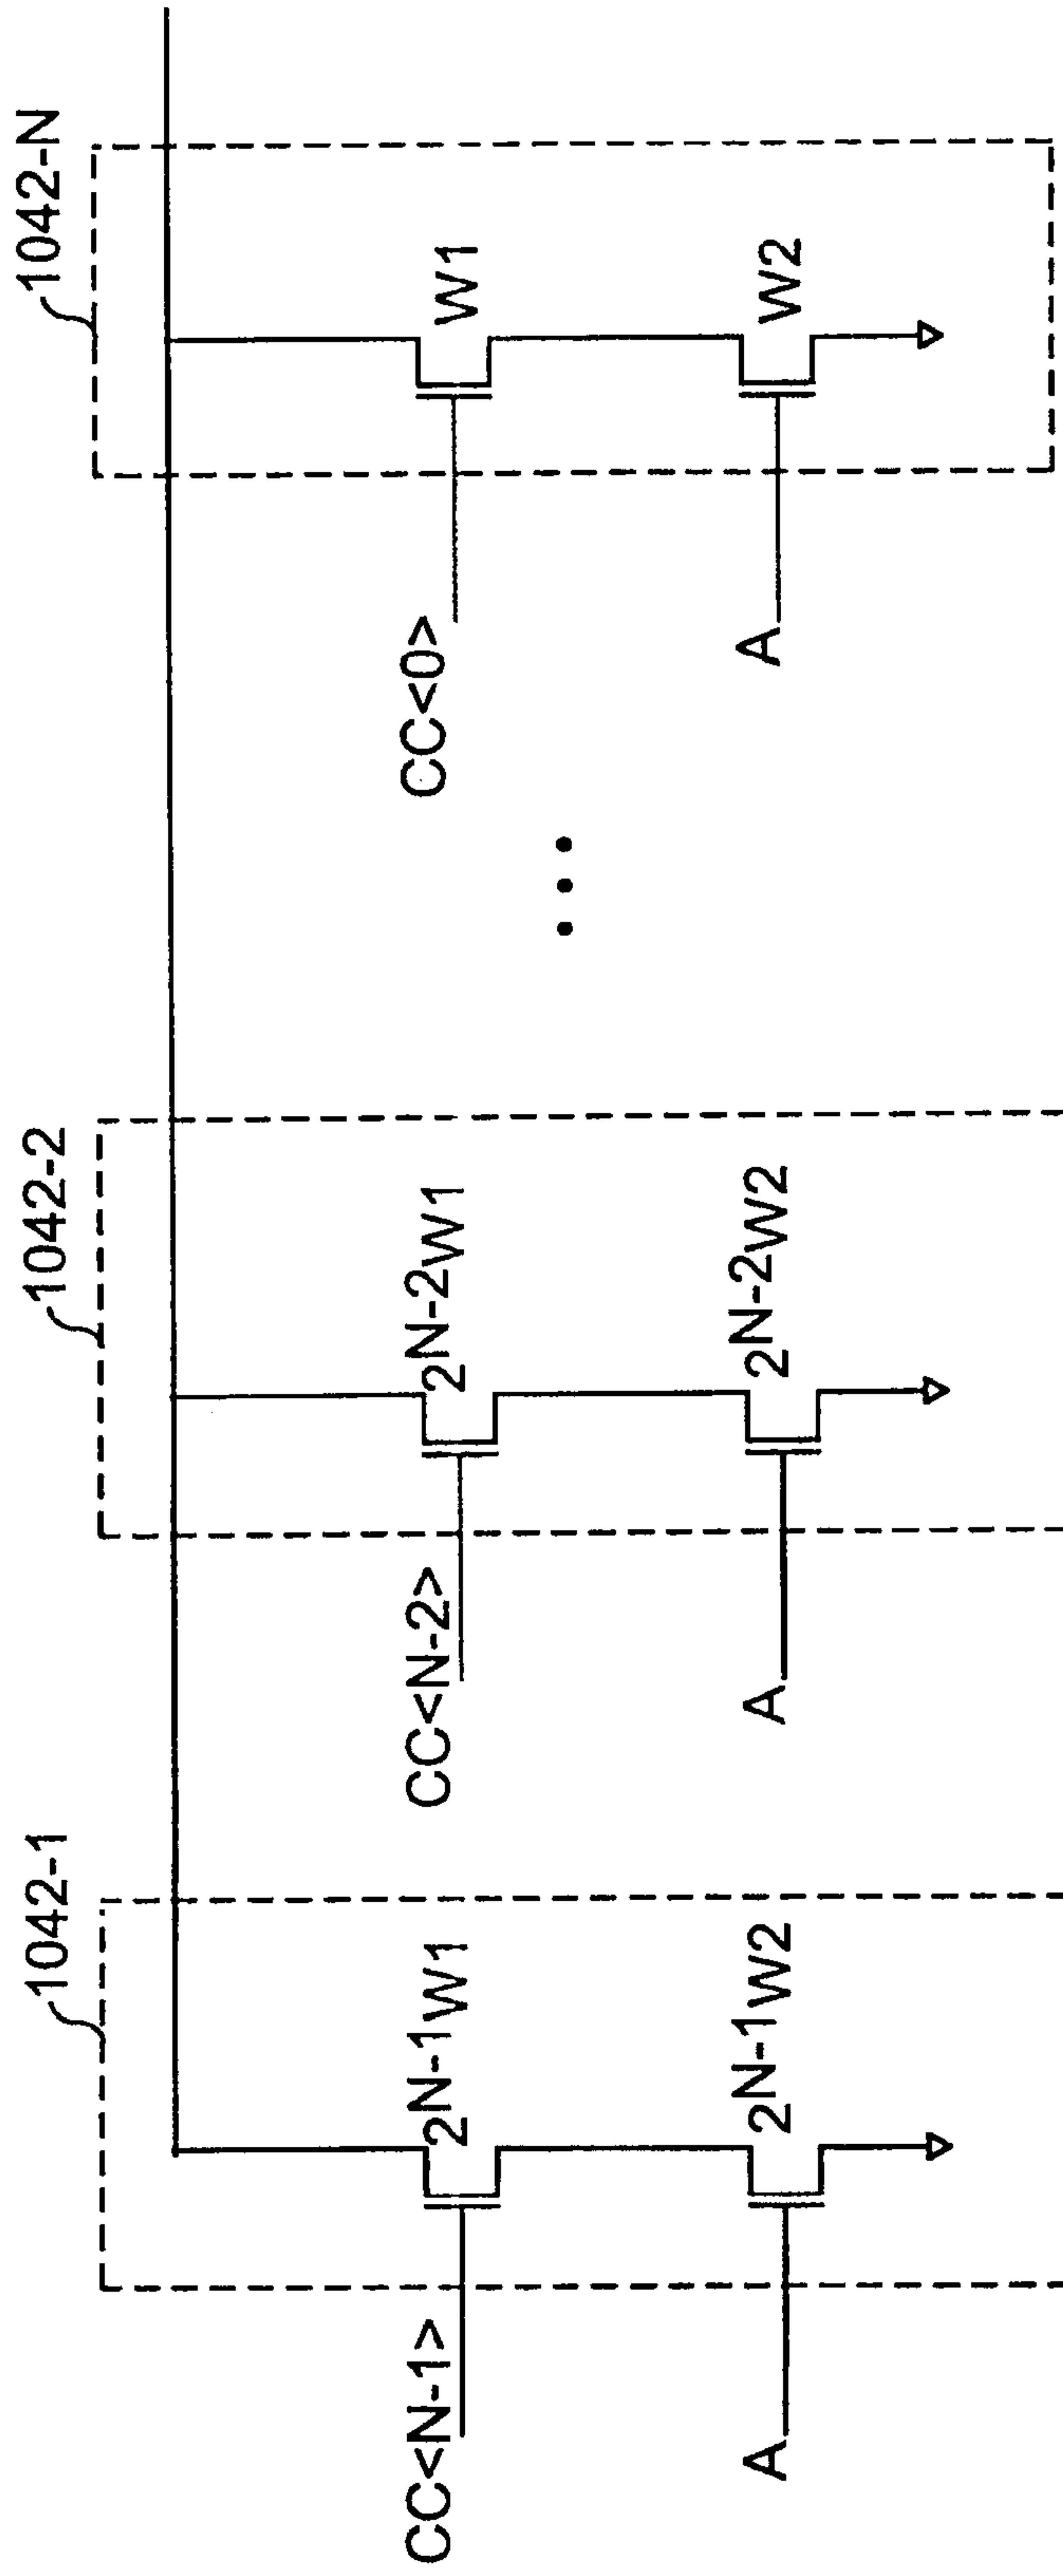 1042-1
1042-2
1042-N
CC<N-1>
2N-1W1
CC<N-2>
2N-2W1
CC<0>
W1
A
2N-1W2
A
2N-2W2
A
W2